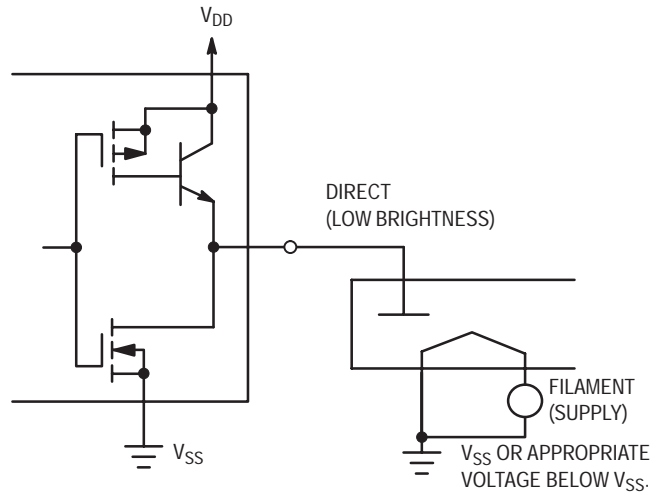 VDD
DIRECT
(LOW BRIGHTNESS)
FILAMENT
(SUPPLY)
VSS
VSS OR APPROPRIATE
VOLTAGE BELOW VSS.